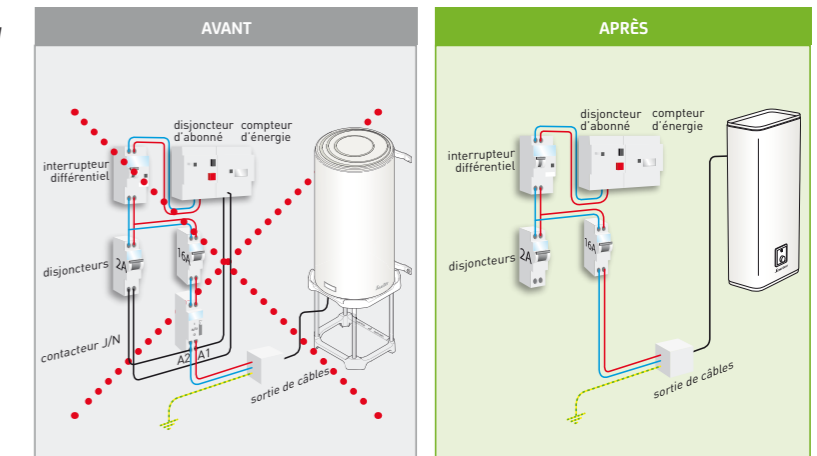 AVANT
disjoncteur compteur
d'abonné d'énergie
interrupteur
différentiel
disjoncteurs
2A
16A
contacteur J/N
A2 A1
sortie de câbles
APRÈS
disjoncteur compteur
d'abonné d'énergie
interrupteur
différentiel
disjoncteurs
2A
16A
sortie de câbles